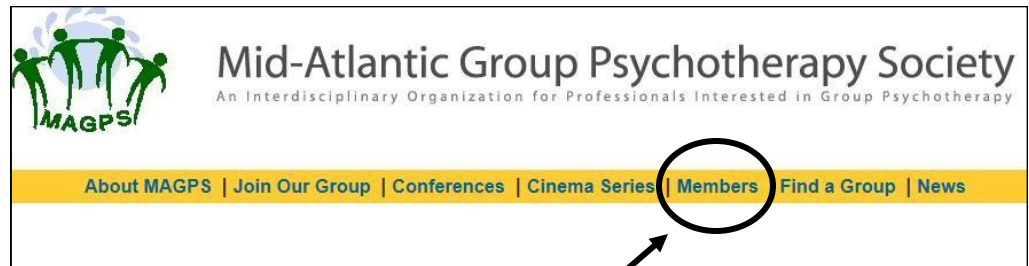 MAGPS
Mid-Atlantic Group Psychotherapy Society
An Interdisciplinary Organization for Professionals Interested in Group Psychotherapy
About MAGPS | Join Our Group | Conferences | Cinema Series | Members Find a Group | News